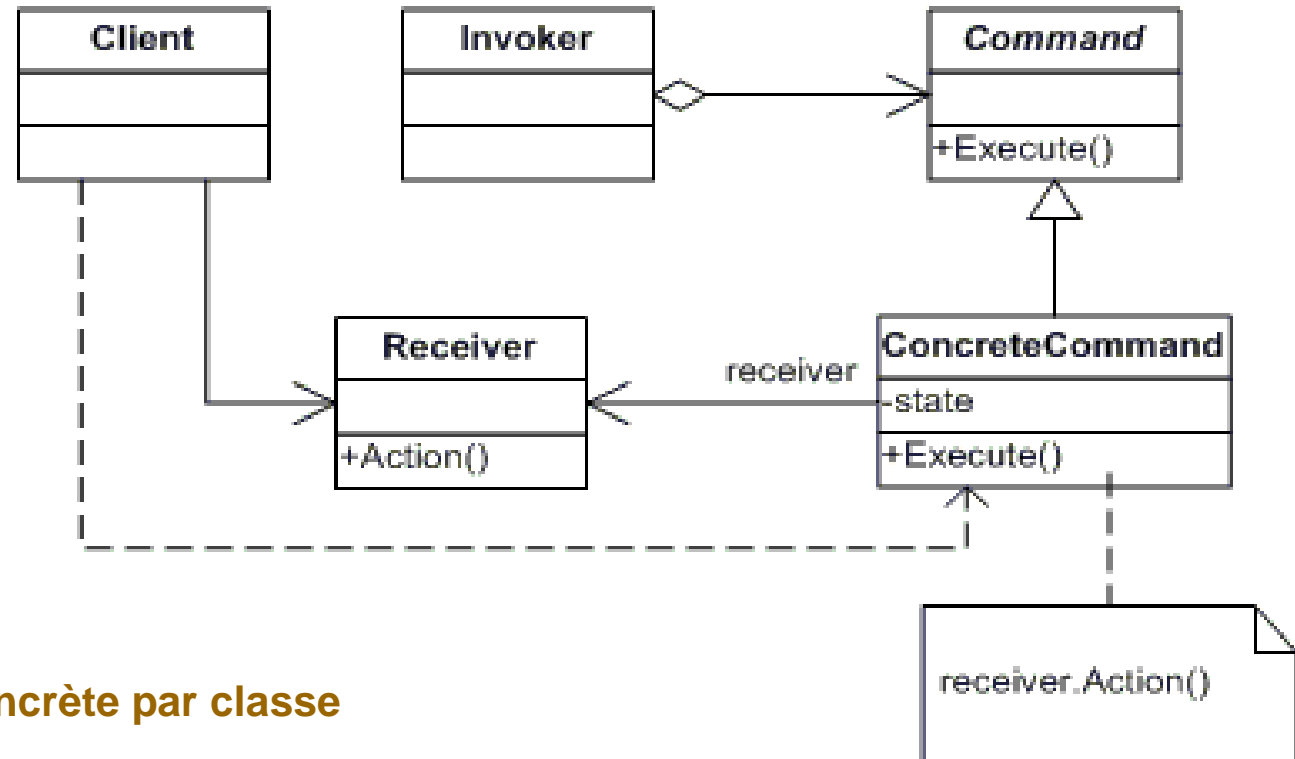 Client
Invoker
Command
+Execute()
Receiver
+Action()
receiver
ConcreteCommand
-state
+Execute()
receiver.Action()
ncrète par classe